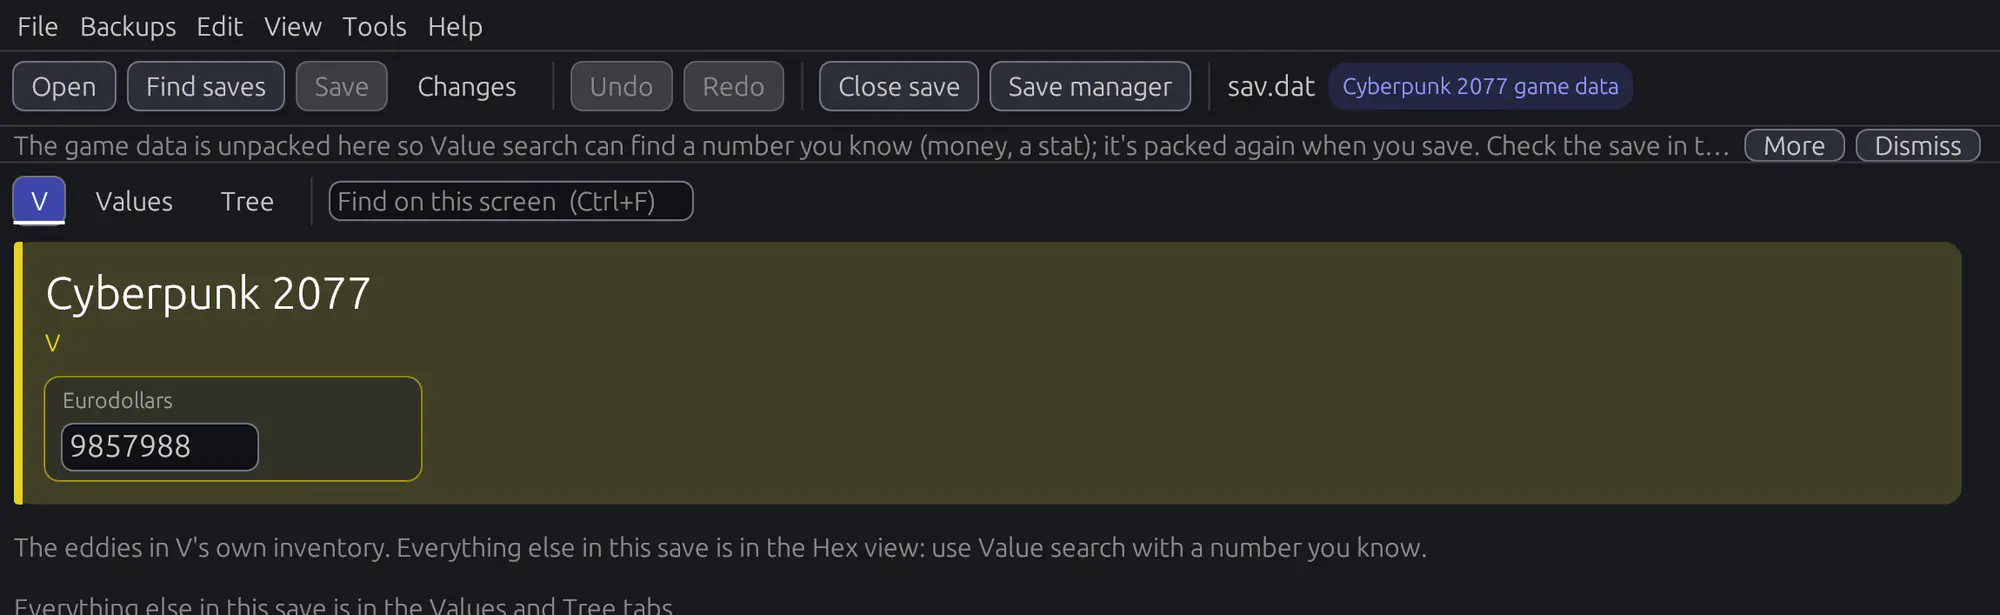 File Backups Edit View Tools Help
Open Find saves Save Changes Undo Redo Close save Save manager sav.dat Cyberpunk 2077 game data
The game data is unpacked here so Value search can find a number you know (money, a stat); it's packed again when you save. Check the save in t… More Dismiss
V Values Tree Find on this screen (Ctrl+F)
Cyberpunk 2077
V
Eurodollars
9857988
The eddies in V's own inventory. Everything else in this save is in the Hex view: use Value search with a number you know.
Everything else in this save is in the Values and Tree tabs